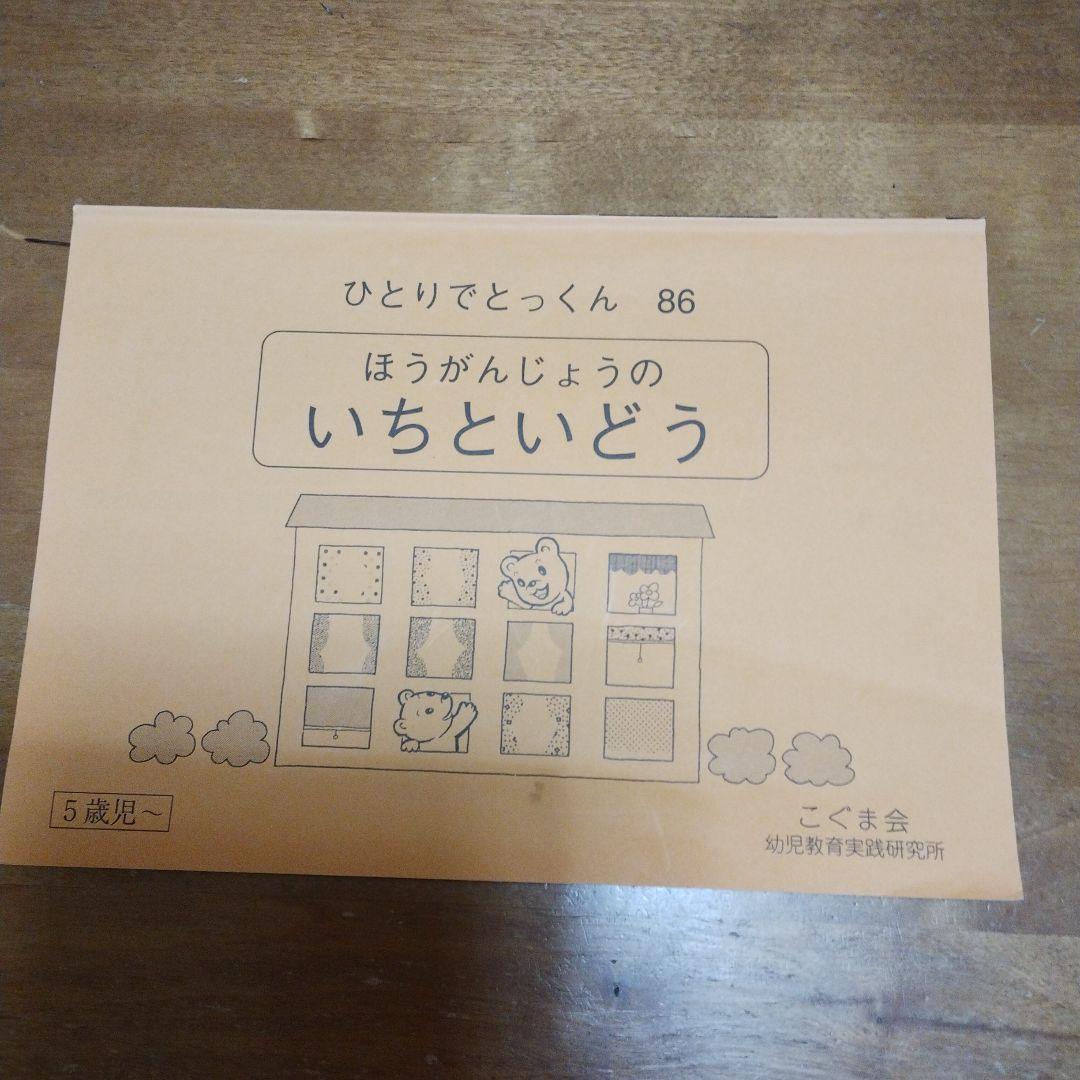 ひとりでとっくん 86
ほうがんじょうの
いちといどう
5歳児～
こぐま会
幼児教育実践研究所